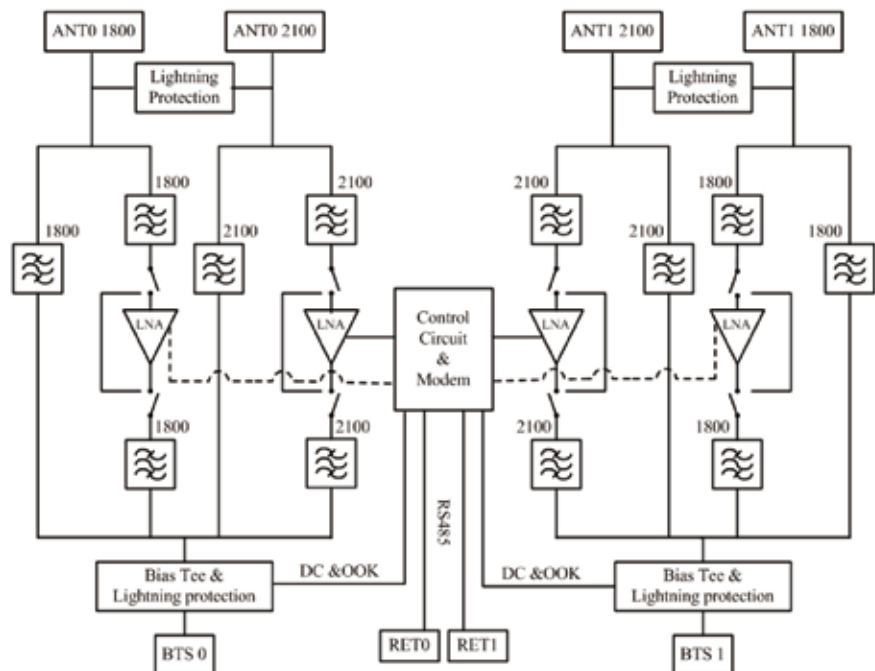 ANT0 1800
ANT0 2100
ANT1 2100
ANT1 1800
Lightning
Protection
Lightning
Protection
1800
2100
2100
1800
1800
2100
2100
1800
LNA
LNA
Control
Circuit
&
Modem
LNA
LNA
1800
2100
2100
1800
RS485
Bias Tee &
Lightning protection
DC &OOK
DC &OOK
Bias Tee &
Lightning protection
BTS 0
RET0
RET1
BTS 1